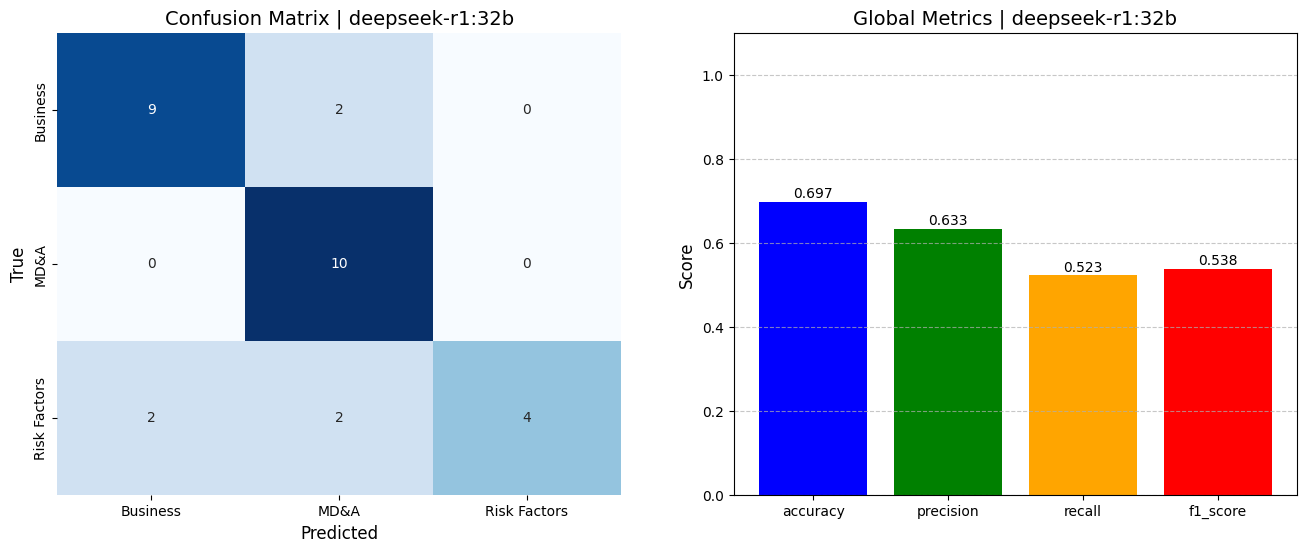 Confusion Matrix | deepseek-r1:32b
True
Business
MD&A
Risk Factors
9 2 0
0 10 0
2 2 4
Business MD&A Risk Factors
Predicted
Global Metrics | deepseek-r1:32b
Score
1.0
0.8
0.6
0.4
0.2
0.0
0.697
0.633
0.523
0.538
accuracy precision recall f1_score